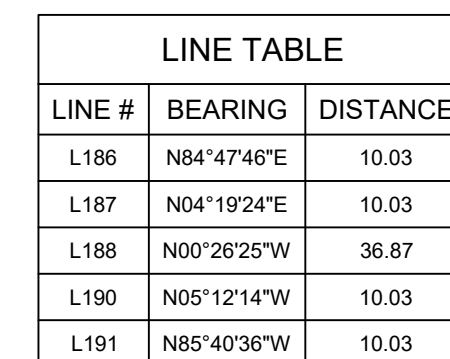 LINE TABLE
LINE # BEARING DISTANCE
L186 N84°47'46"E 10.03
L187 N04°19'24"E 10.03
L188 N00°26'25"W 36.87
L190 N05°12'14"W 10.03
L191 N85°40'36"W 10.03